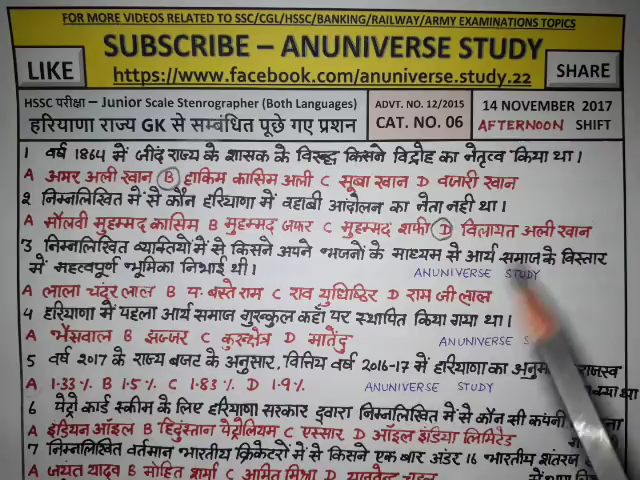 FOR MORE VIDEOS RELATED TO SSC/CGL/HSSC/BANKING/RAILWAY/ARMY EXAMINATIONS TOPICS
LIKE
SUBSCRIBE – ANUNIVERSE STUDY
https://www.facebook.com/anuniverse.study.22
SHARE
HSSC परीक्षा – Junior Scale Stenrographer (Both Languages)
हरियाणा राज्य GK से सम्बंधित पूछे गए प्रशन
ADVT. NO. 12/2015
CAT. NO. 06
14 NOVEMBER 2017
AFTERNOON SHIFT
1 वर्ष 1864 में जींद राज्य के शासक के विरूद्ध किसने विद्रोह का नेतृत्व किया था।
A अमर अली खान B हाकिम कासिम अली C सूबा खान D वजारी खान
2 निम्नलिखित में से कौन हरियाणा में वहाबी आंदोलन का नेता नही था।
A मौलवी मुहम्मद कासिम B मुहम्मद जफर C मुहम्मद शफी D विलायत अली खान
3 निम्नलिखित व्यक्तियों में से किसने अपने भजनों के माध्यम से आर्य समाज के विस्तार
में महत्वपूर्ण भूमिका निभाई थी।
ANUNIVERSE STUDY
A लाला चंदूर लाल B प. बस्ते राम C राव युधिष्ठिर D राम जी लाल
4 हरियाणा में पहला आर्य समाज गुरुकुल कहाँ पर स्थापित किया गया था।
A भैंसवाल B झज्जर C कुरुक्षेत्र D मातेंदु
ANUNIVERSE S
5 वर्ष 2017 के राज्य बजट के अनुसार, वित्तिय वर्ष 2016-17 में हरियाणा का राजस्व
A 1.33% B 1.5% C 1.83% D 1.9%
ANUNIVERSE STUDY
था
6 पेट्रो कार्ड स्कीम के लिए हरियाणा सरकार दुवारा निम्नलिखित में से कौन सी कंपनी
A इंडियन ऑइल B हिंदुस्तान पेट्रोलियम C एस्सार D ऑइल इंडिया लिमिटेड
7 निम्नलिखित वर्तमान भारतीय क्रिकेटरों में से किसने एक बार अंडर 16 भारतीय शतरंज
A जयंत यादव B मोहित शर्मा C अमित मिश्रा D